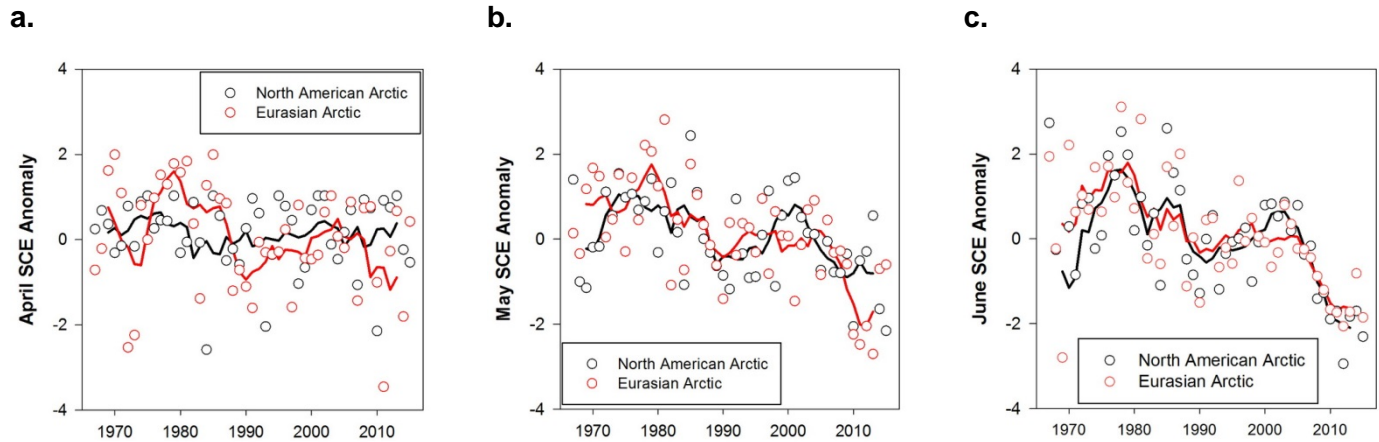 a.
April SCE Anomaly
4
2
0
-2
-4
1970 1980 1990 2000 2010
North American Arctic
Eurasian Arctic
b.
May SCE Anomaly
4
2
0
-2
-4
1970 1980 1990 2000 2010
North American Arctic
Eurasian Arctic
c.
June SCE Anomaly
4
2
0
-2
-4
1970 1980 1990 2000 2010
North American Arctic
Eurasian Arctic